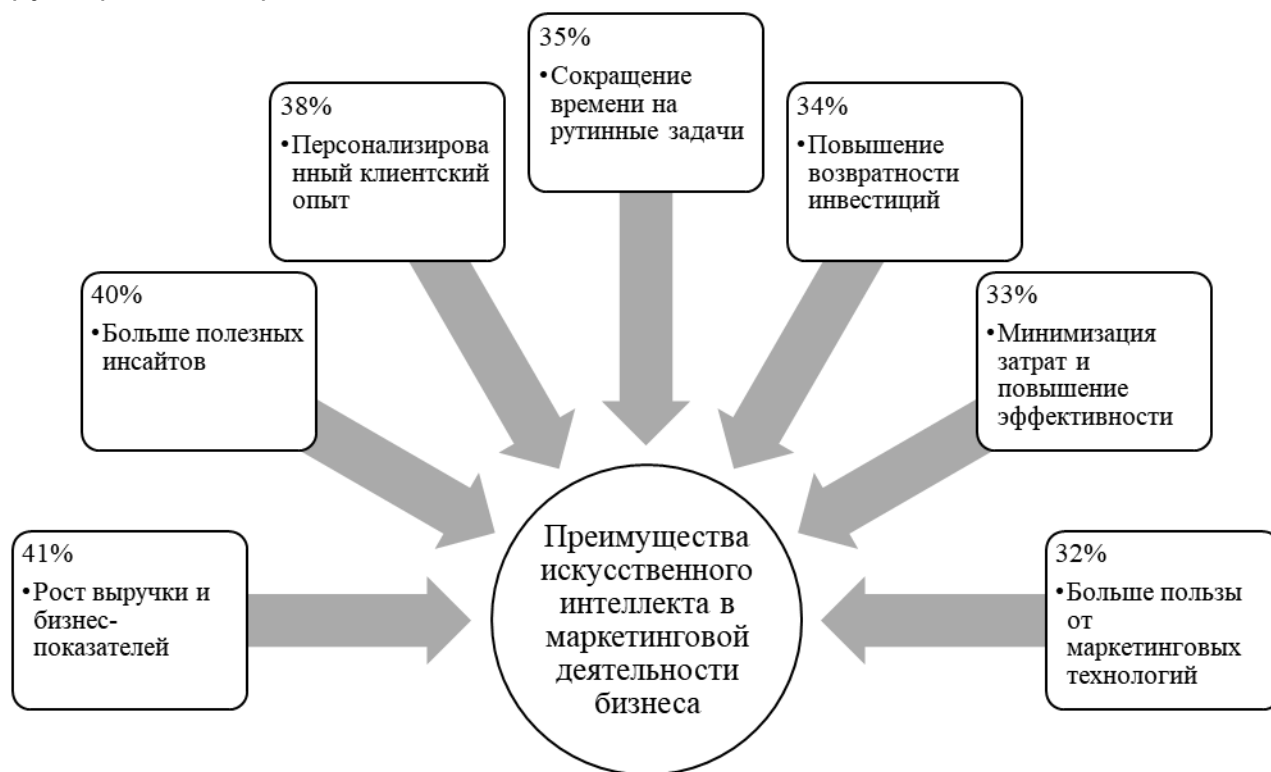 35%
•Сокращение
времени на
рутинные задачи
38%
•Персонализирова
нный клиентский
опыт
34%
•Повышение
возвратности
инвестиций
40%
•Больше полезных
инсайтов
33%
•Минимизация
затрат и
повышение
эффективности
41%
•Рост выручки и
бизнес-
показателей
Преимущества
искусственного
интеллекта в
маркетинговой
деятельности
бизнеса
32%
•Больше пользы
от
маркетинговых
технологий